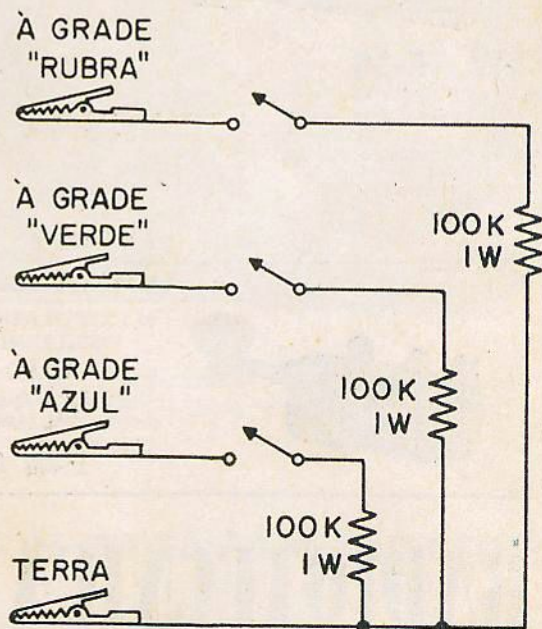 À GRADE
"RUBRA"
100K
1W
À GRADE
"VERDE"
100K
1W
À GRADE
"AZUL"
100K
1W
TERRA